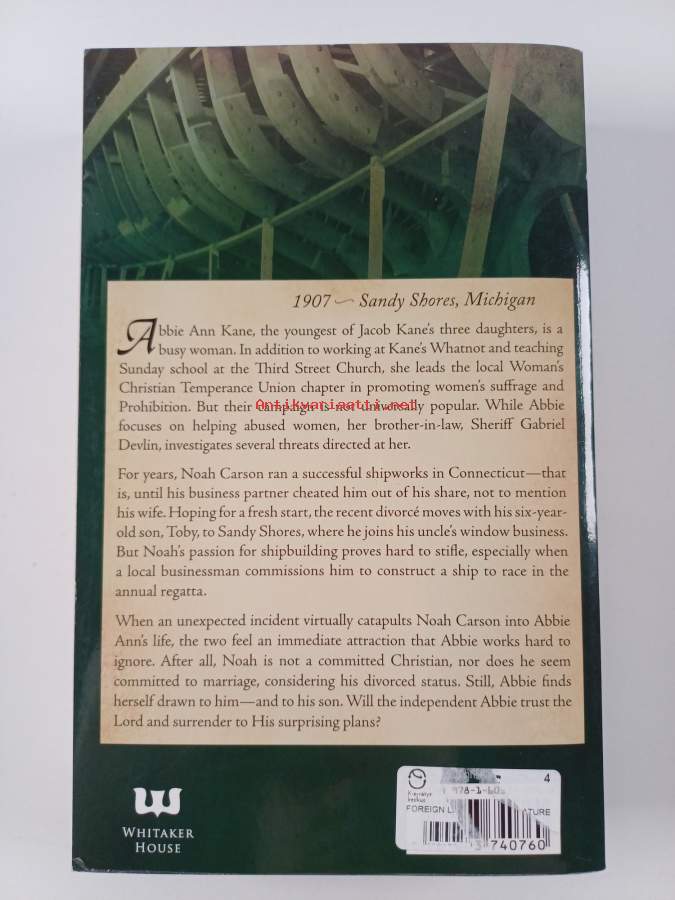 1907 ~ Sandy Shores, Michigan
Abbie Ann Kane, the youngest of Jacob Kane's three daughters, is a
busy woman. In addition to working at Kane's Whatnot and teaching
Sunday school at the Third Street Church, she leads the local Woman's
Christian Temperance Union chapter in promoting women's suffrage and
Prohibition. But their campaign is not universally popular. While Abbie
Antikvariaatti.net
focuses on helping abused women, her brother-in-law, Sheriff Gabriel
Devlin, investigates several threats directed at her.
For years, Noah Carson ran a successful shipworks in Connecticut—that
is, until his business partner cheated him out of his share, not to mention
his wife. Hoping for a fresh start, the recent divorcé moves with his six-year-
old son, Toby, to Sandy Shores, where he joins his uncle's window business.
But Noah's passion for shipbuilding proves hard to stifle, especially when
a local businessman commissions him to construct a ship to race in the
annual regatta.
When an unexpected incident virtually catapults Noah Carson into Abbie
Ann's life, the two feel an immediate attraction that Abbie works hard to
ignore. After all, Noah is not a committed Christian, nor does he seem
committed to marriage, considering his divorced status. Still, Abbie finds
herself drawn to him—and to his son. Will the independent Abbie trust the
Lord and surrender to His surprising plans?
WHITAKER
HOUSE
4
978-1-60
FOREIGN L ATURE
740760